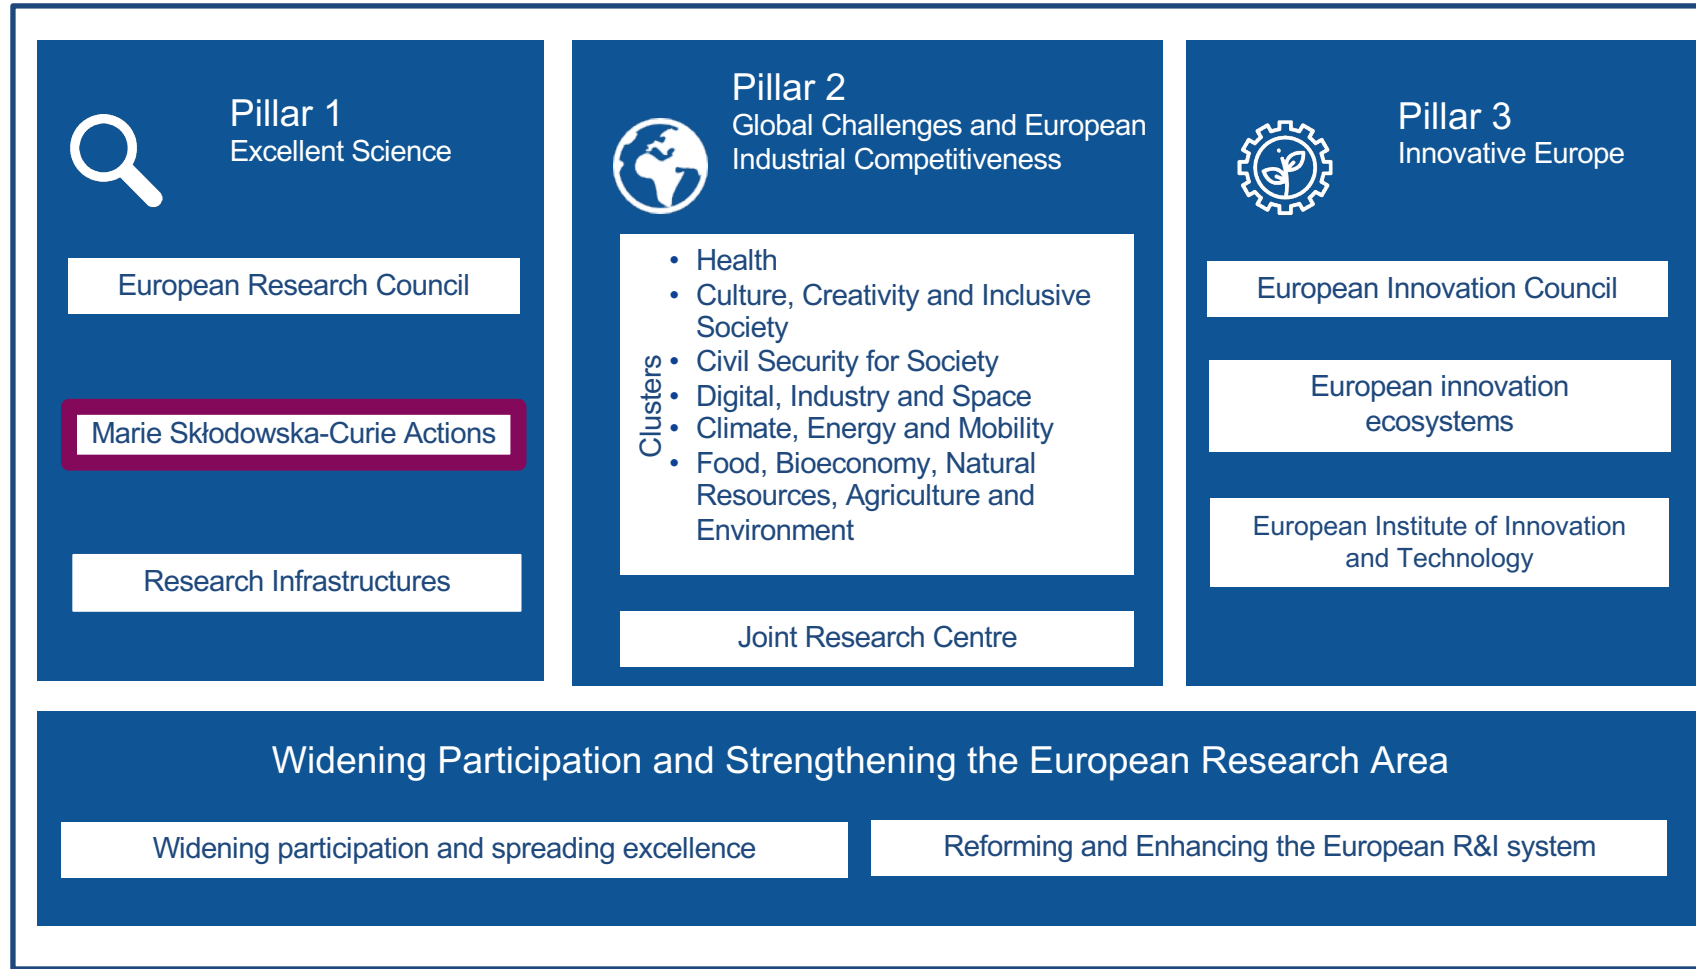 Pillar 1
Excellent Science
European Research Council
Marie Skłodowska-Curie Actions
Research Infrastructures
Pillar 2
Global Challenges and European
Industrial Competitiveness
Clusters
• Health
• Culture, Creativity and Inclusive
Society
• Civil Security for Society
• Digital, Industry and Space
• Climate, Energy and Mobility
• Food, Bioeconomy, Natural
Resources, Agriculture and
Environment
Joint Research Centre
Pillar 3
Innovative Europe
European Innovation Council
European innovation
ecosystems
European Institute of Innovation
and Technology
Widening Participation and Strengthening the European Research Area
Widening participation and spreading excellence
Reforming and Enhancing the European R&I system